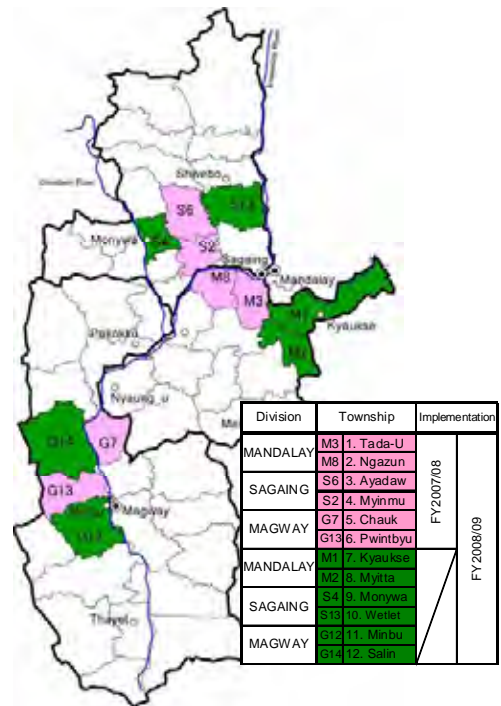 Shwebo
S6
S13
Monywa
S4
S2
Sagaing
Mandalay
M8
M3
M1
Kyaukse
M2
Pakokku
Nyaung_u
G14
G7
G13
Magway
G12
Thayet
Division Township Implementation
MANDALAY M3 1. Tada-U
M8 2. Ngazun
SAGAING S6 3. Ayadaw
S2 4. Myinmu
MAGWAY G7 5. Chauk
G13 6. Pwintbyu
FY2007/08
MANDALAY M1 7. Kyaukse
M2 8. Myitta
SAGAING S4 9. Monywa
S13 10. Wetlet
MAGWAY G12 11. Minbu
G14 12. Salin
FY2008/09